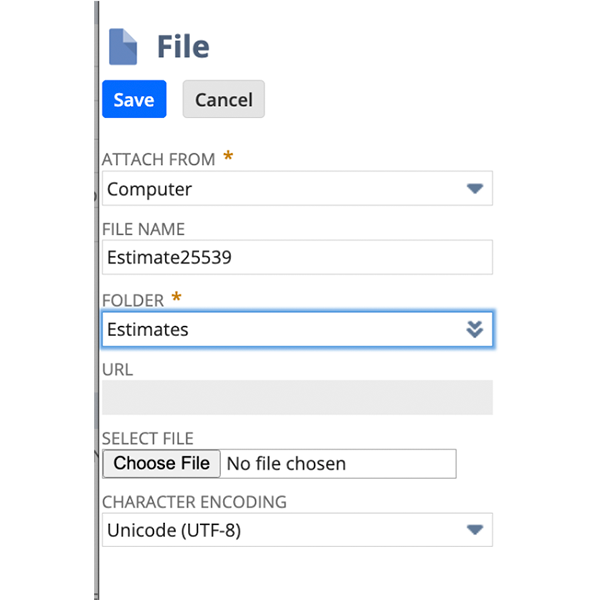 File
Save Cancel
ATTACH FROM *
Computer
FILE NAME
Estimate25539
FOLDER *
Estimates
URL
SELECT FILE
Choose File No file chosen
CHARACTER ENCODING
Unicode (UTF-8)